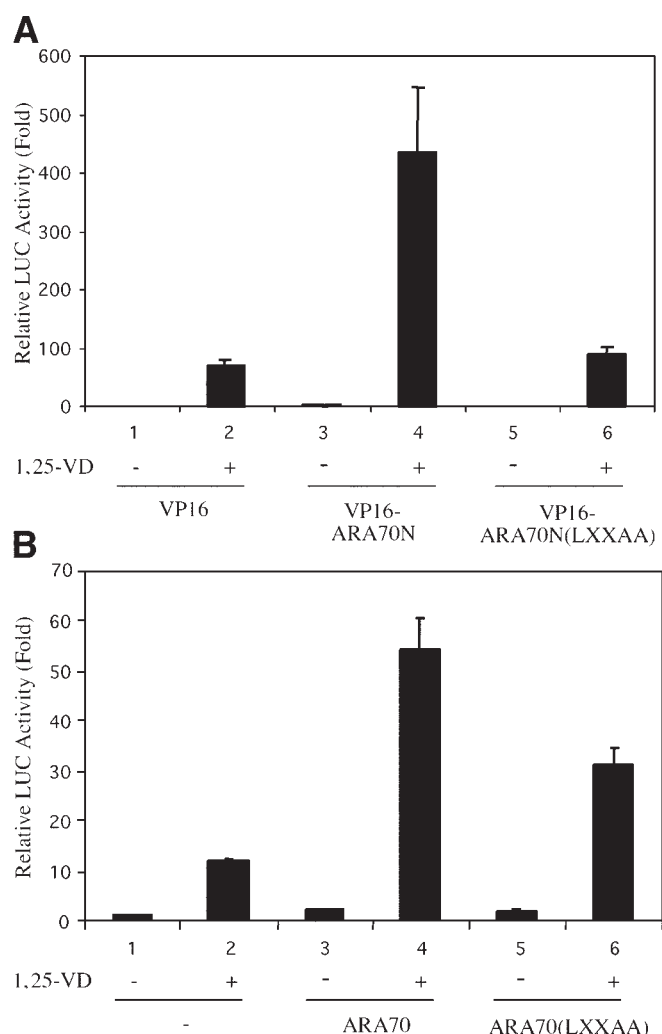 A
Relative LUC Activity (Fold)
600
500
400
300
200
100
0
1 2 3 4 5 6
1,25-VD - + - + - +
VP16 VP16-ARA70N VP16-ARA70N(LXXAA)
B
Relative LUC Activity (Fold)
70
60
50
40
30
20
10
0
1 2 3 4 5 6
1,25-VD - + - + - +
- ARA70 ARA70(LXXAA)